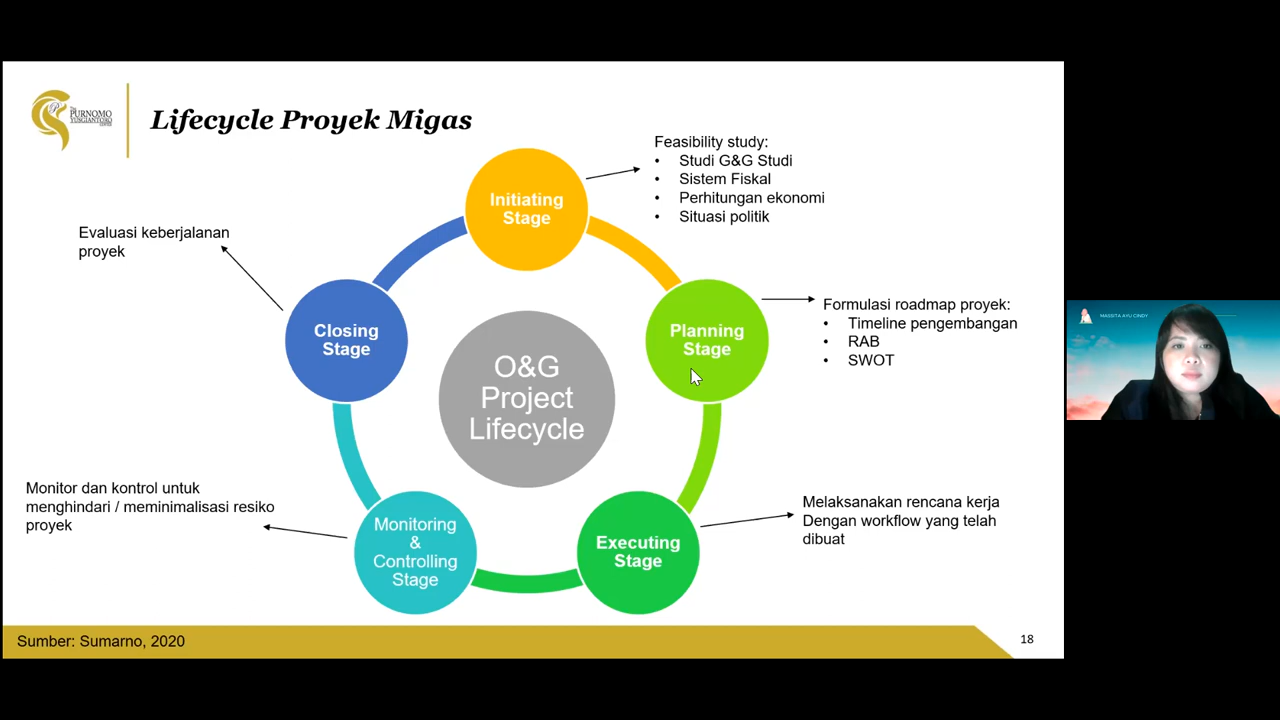 The
PURNOMO
YUSGIANTORO
CENTER
Lifecycle Proyek Migas
Initiating
Stage
Feasibility study:
• Studi G&G Studi
• Sistem Fiskal
• Perhitungan ekonomi
• Situasi politik
Evaluasi keberjalanan
proyek
Closing
Stage
Planning
Stage
Formulasi roadmap proyek:
• Timeline pengembangan
• RAB
• SWOT
O&G
Project
Lifecycle
Monitor dan kontrol untuk
menghindari / meminimalisasi resiko
proyek
Monitoring
&
Controlling
Stage
Executing
Stage
Melaksanakan rencana kerja
Dengan workflow yang telah
dibuat
Sumber: Sumarno, 2020
18
MASSITA AYU CINDY